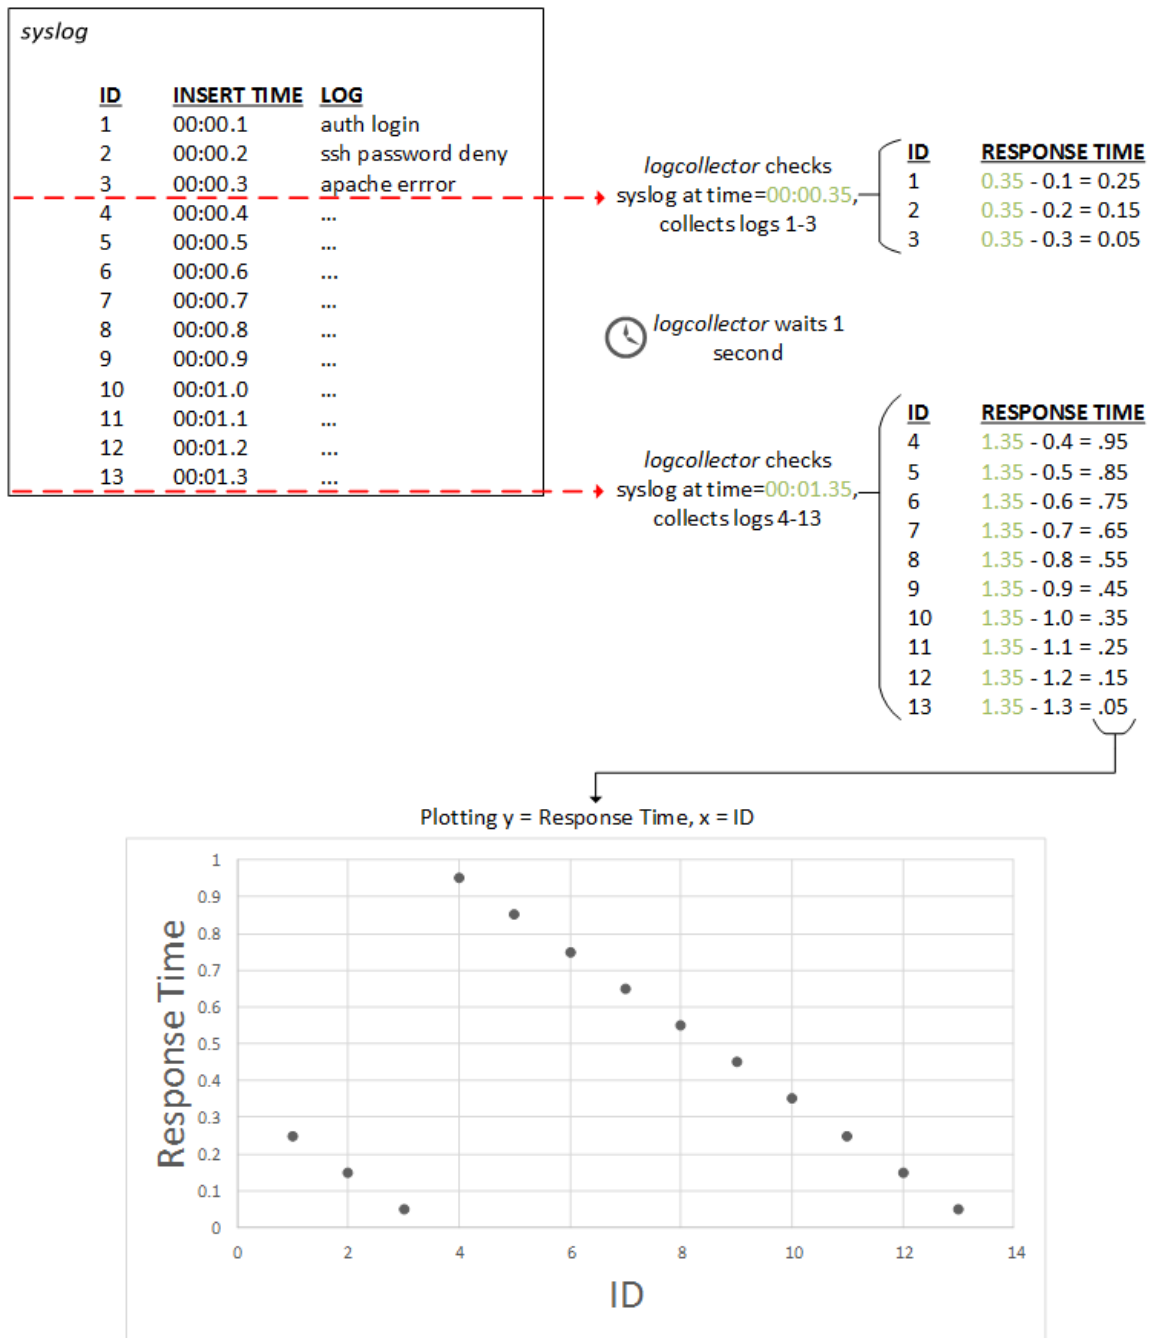 syslog
ID INSERT TIME LOG
1 00:00.1 auth login
2 00:00.2 ssh password deny
3 00:00.3 apache errror
4 00:00.4 ...
5 00:00.5 ...
6 00:00.6 ...
7 00:00.7 ...
8 00:00.8 ...
9 00:00.9 ...
10 00:01.0 ...
11 00:01.1 ...
12 00:01.2 ...
13 00:01.3 ...
logcollector checks
syslog at time=00:00.35,
collects logs 1-3
ID RESPONSE TIME
1 0.35 - 0.1 = 0.25
2 0.35 - 0.2 = 0.15
3 0.35 - 0.3 = 0.05
logcollector waits 1
second
logcollector checks
syslog at time=00:01.35,
collects logs 4-13
ID RESPONSE TIME
4 1.35 - 0.4 = .95
5 1.35 - 0.5 = .85
6 1.35 - 0.6 = .75
7 1.35 - 0.7 = .65
8 1.35 - 0.8 = .55
9 1.35 - 0.9 = .45
10 1.35 - 1.0 = .35
11 1.35 - 1.1 = .25
12 1.35 - 1.2 = .15
13 1.35 - 1.3 = .05
Plotting y = Response Time, x = ID
Response Time
1
0.9
0.8
0.7
0.6
0.5
0.4
0.3
0.2
0.1
0
0 2 4 6 8 10 12 14
ID